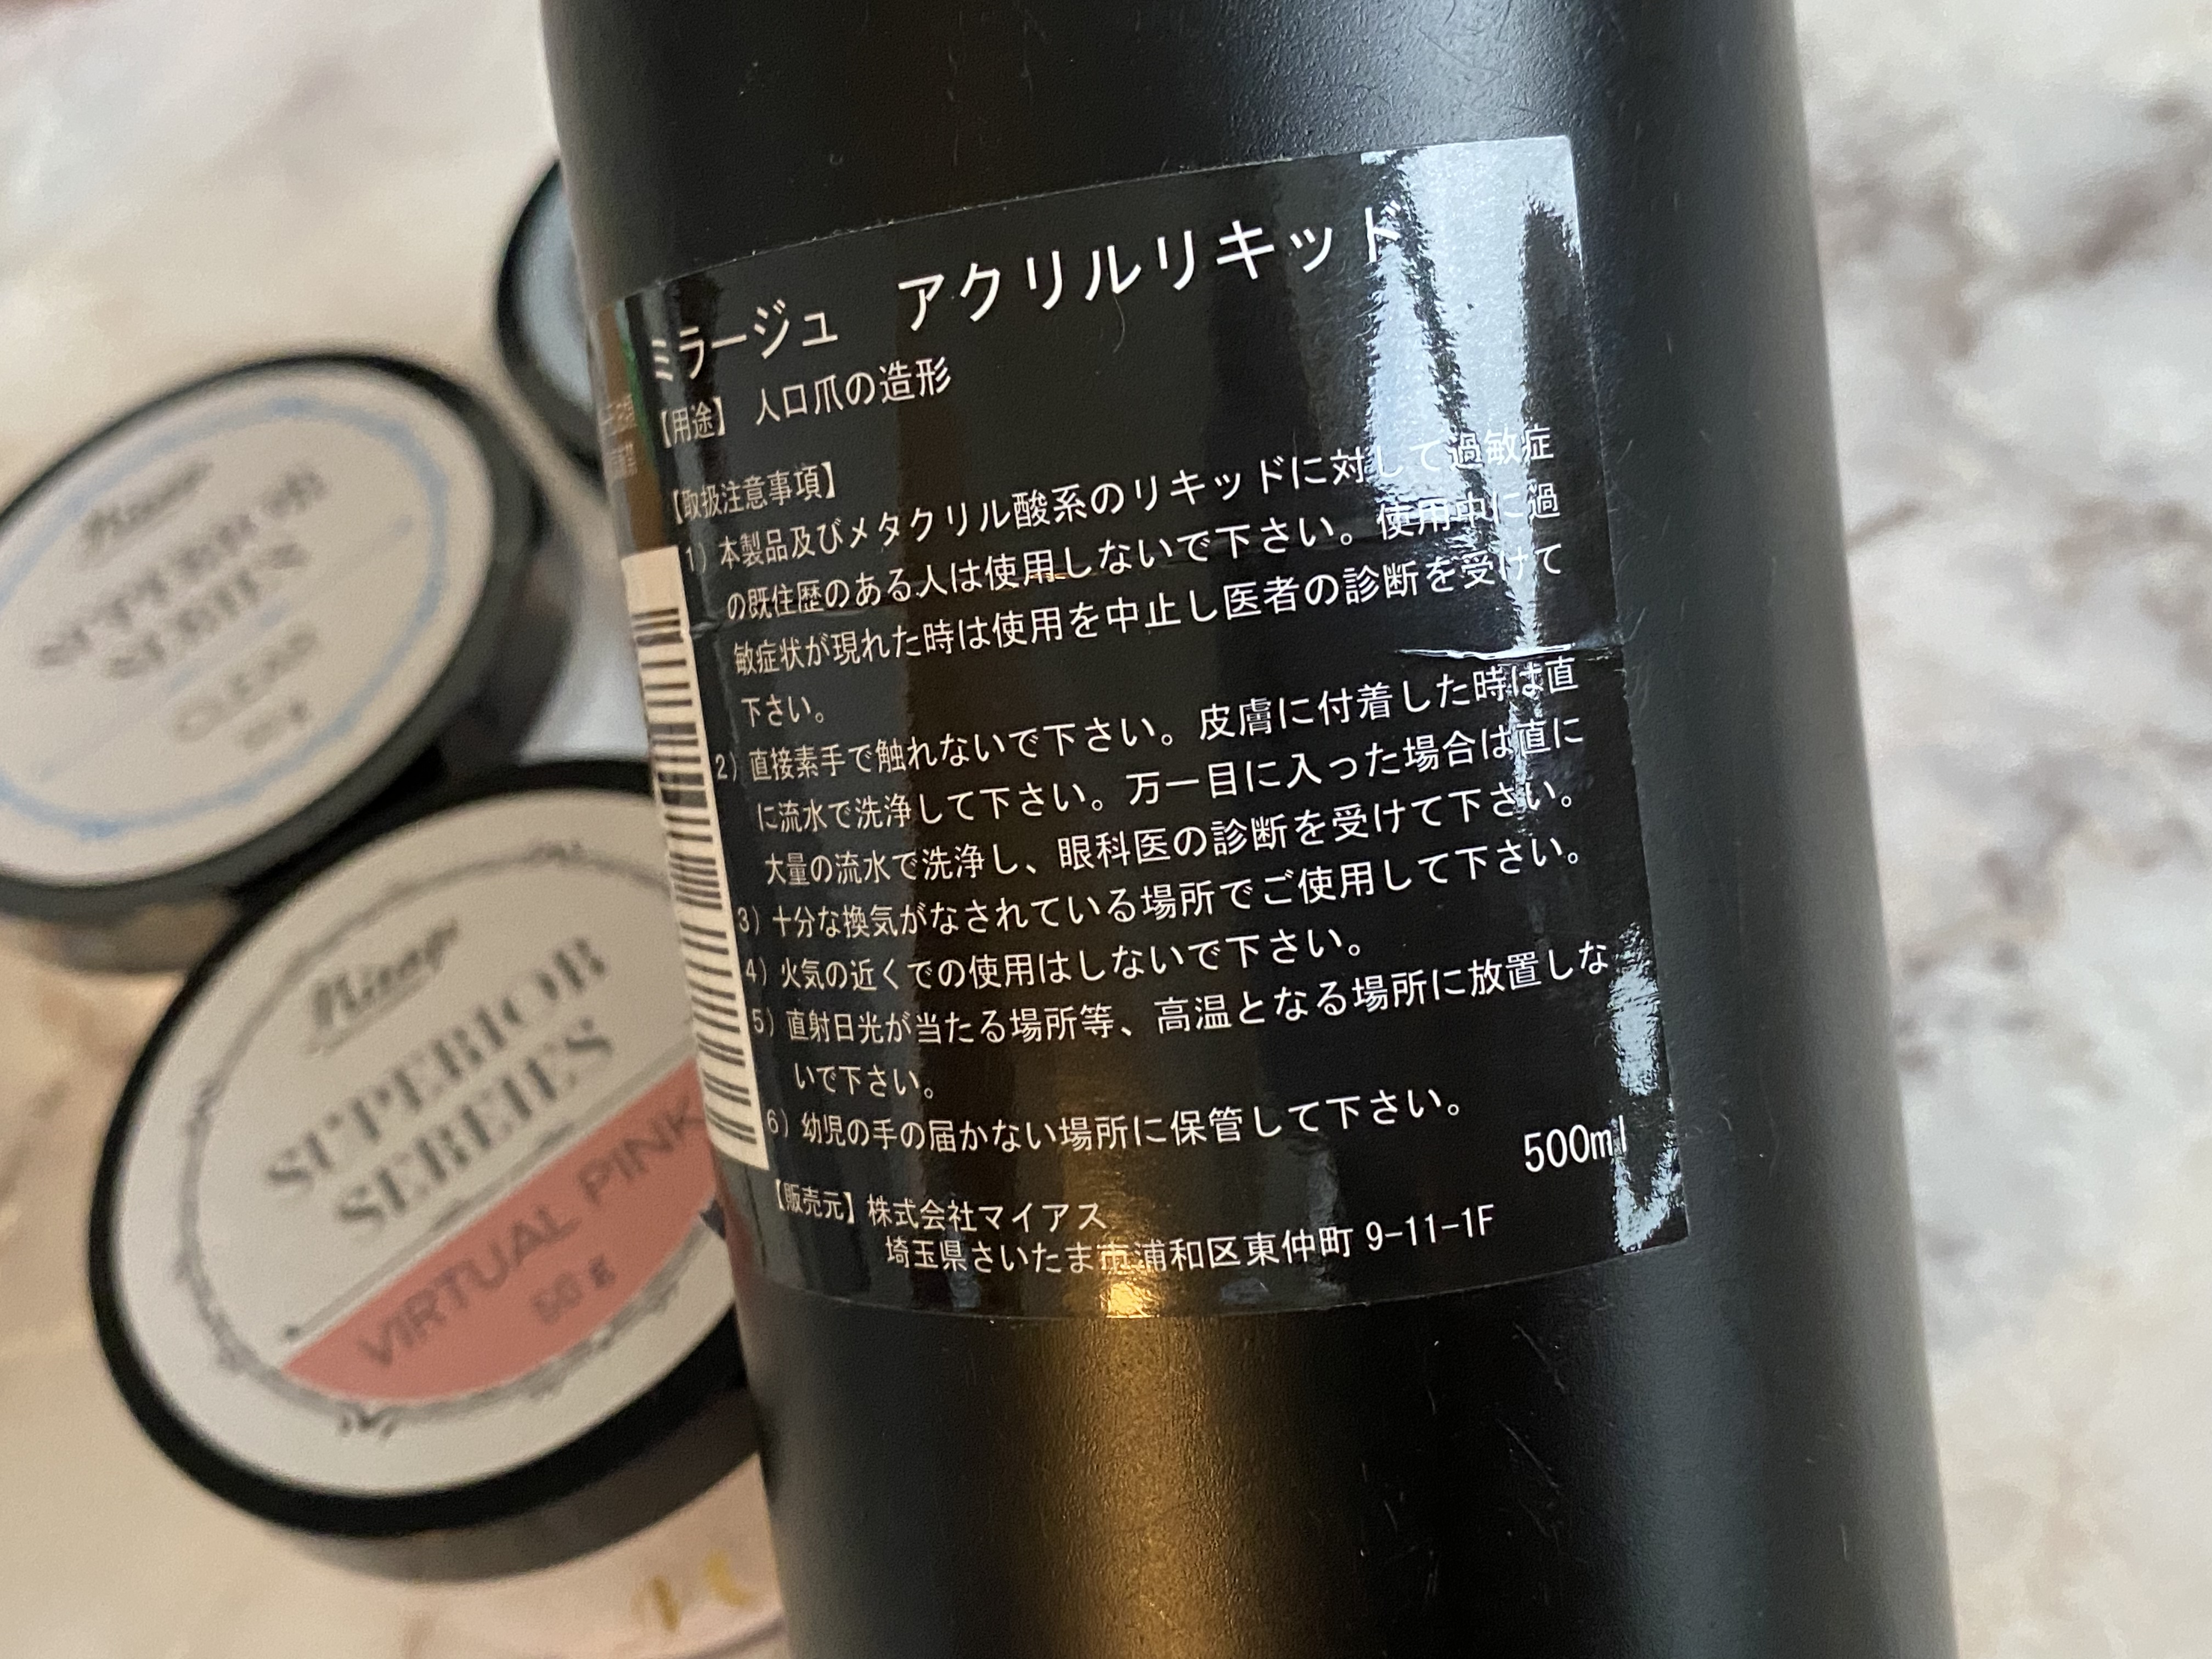 ミラージュ　アクリルリキッド
【用途】 人口爪の造形
【取扱注意事項】
1) 本製品及びメタクリル酸系のリキッドに対して過敏症
の既住歴のある人は使用しないで下さい。使用中に過
敏症状が現れた時は使用を中止し医者の診断を受けて
下さい。
2) 直接素手で触れないで下さい。皮膚に付着した時は直
に流水で洗浄して下さい。万一目に入った場合は直に
大量の流水で洗浄し、眼科医の診断を受けて下さい。
3) 十分な換気がなされている場所でご使用して下さい。
4) 火気の近くでの使用はしないで下さい。
5) 直射日光が当たる場所等、高温となる場所に放置しな
いで下さい。
6) 幼児の手の届かない場所に保管して下さい。
500ml
【販売元】株式会社マイアス
埼玉県さいたま市浦和区東仲町 9-11-1F
Mirage
SUPERIOR
SERIES
CLEAR
Mirage
SUPERIOR
SERIES
VIRTUAL PINK
56 g